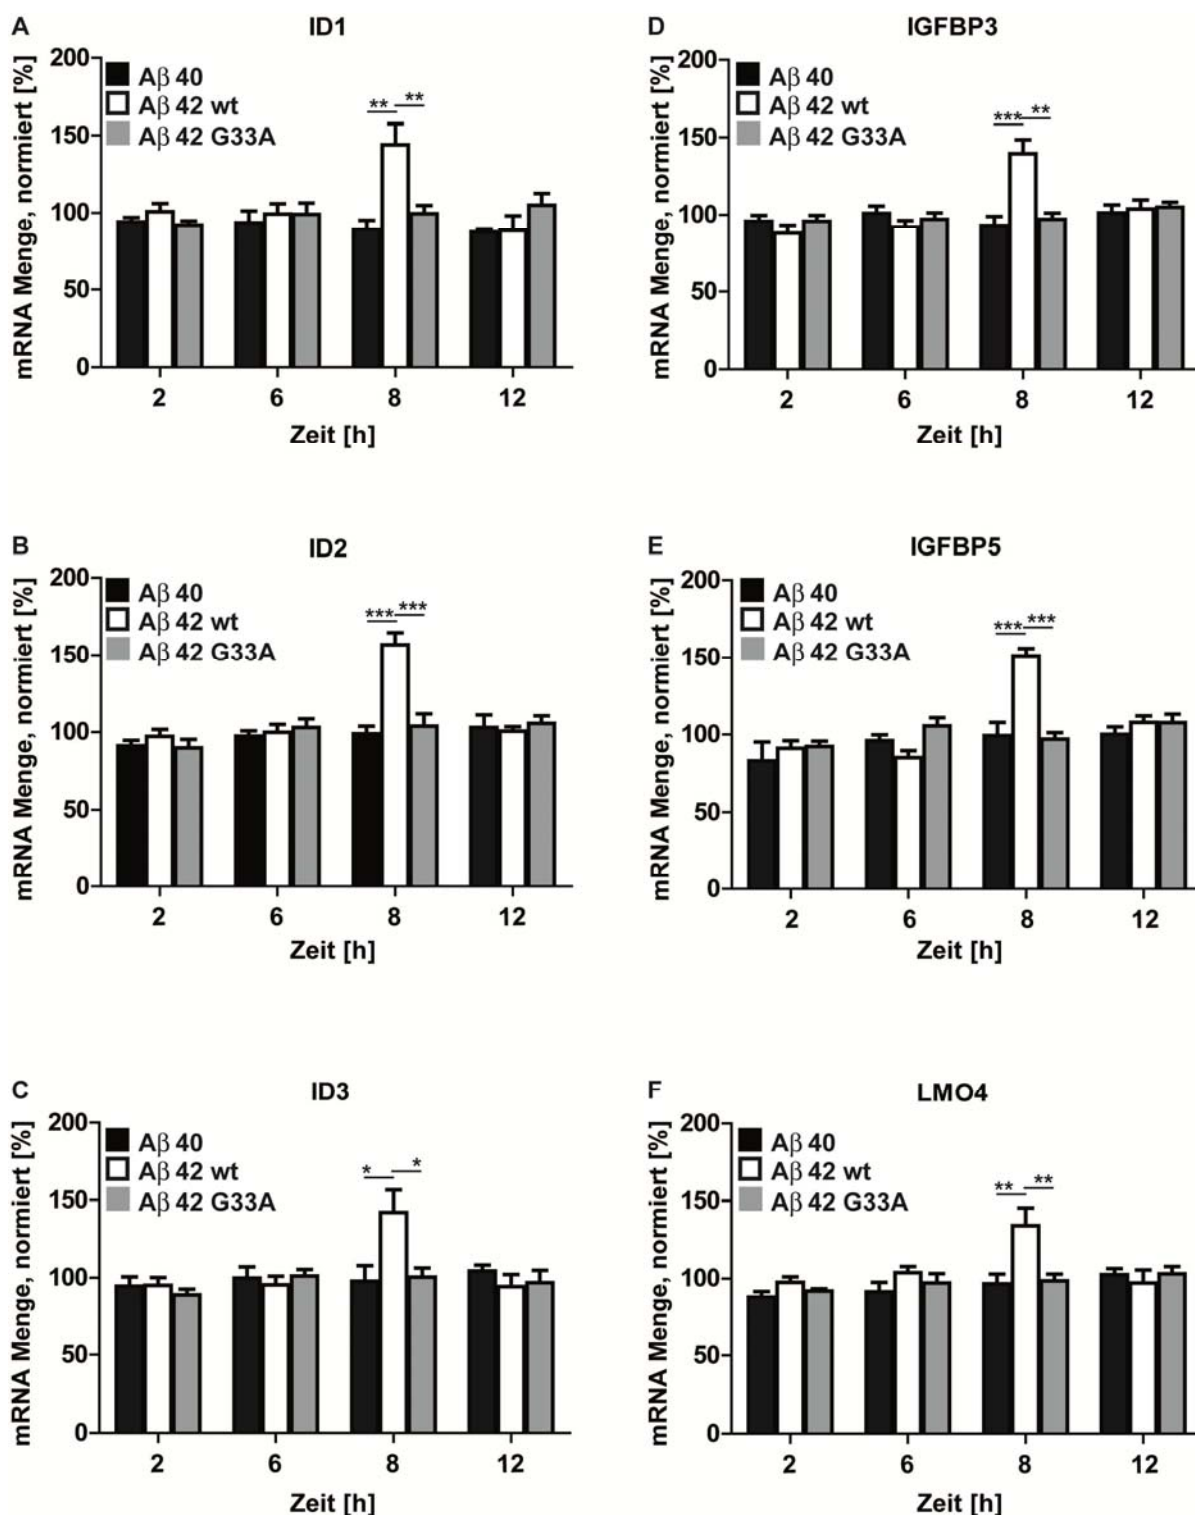 A
ID1
mRNA Menge, normiert [%]
200
150
100
50
0
Aβ 40
Aβ 42 wt
Aβ 42 G33A
** **
2 6 8 12
Zeit [h]
D
IGFBP3
mRNA Menge, normiert [%]
200
150
100
50
0
Aβ 40
Aβ 42 wt
Aβ 42 G33A
*** **
2 6 8 12
Zeit [h]
B
ID2
mRNA Menge, normiert [%]
200
150
100
50
0
Aβ 40
Aβ 42 wt
Aβ 42 G33A
*** ***
2 6 8 12
Zeit [h]
E
IGFBP5
mRNA Menge, normiert [%]
200
150
100
50
0
Aβ 40
Aβ 42 wt
Aβ 42 G33A
*** ***
2 6 8 12
Zeit [h]
C
ID3
mRNA Menge, normiert [%]
200
150
100
50
0
Aβ 40
Aβ 42 wt
Aβ 42 G33A
* *
2 6 8 12
Zeit [h]
F
LMO4
mRNA Menge, normiert [%]
200
150
100
50
0
Aβ 40
Aβ 42 wt
Aβ 42 G33A
** **
2 6 8 12
Zeit [h]